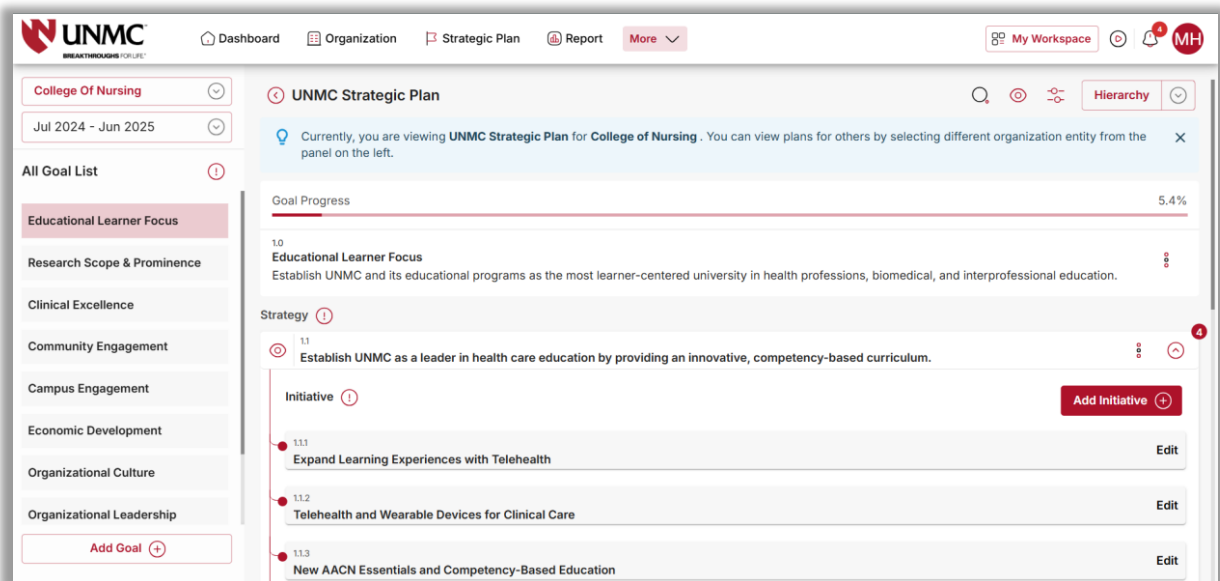 UNMC
BREAKTHROUGHS FOR LIFE.
Dashboard
Organization
Strategic Plan
Report
More
My Workspace
4
MH
College Of Nursing
Jul 2024 - Jun 2025
All Goal List
Educational Learner Focus
Research Scope & Prominence
Clinical Excellence
Community Engagement
Campus Engagement
Economic Development
Organizational Culture
Organizational Leadership
Add Goal
UNMC Strategic Plan
Hierarchy
Currently, you are viewing UNMC Strategic Plan for College of Nursing . You can view plans for others by selecting different organization entity from the
panel on the left.
Goal Progress
5.4%
1.0
Educational Learner Focus
Establish UNMC and its educational programs as the most learner-centered university in health professions, biomedical, and interprofessional education.
Strategy
4
1.1
Establish UNMC as a leader in health care education by providing an innovative, competency-based curriculum.
Initiative
Add Initiative
1.1.1
Expand Learning Experiences with Telehealth
Edit
1.1.2
Telehealth and Wearable Devices for Clinical Care
Edit
1.1.3
New AACN Essentials and Competency-Based Education
Edit